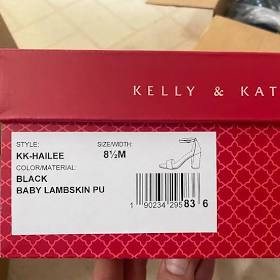 KELLY & KAT
STYLE: SIZE/WIDTH:
KK-HAILEE 8½M
COLOR/MATERIAL:
BLACK
BABY LAMBSKIN PU
1 90234 29583 6